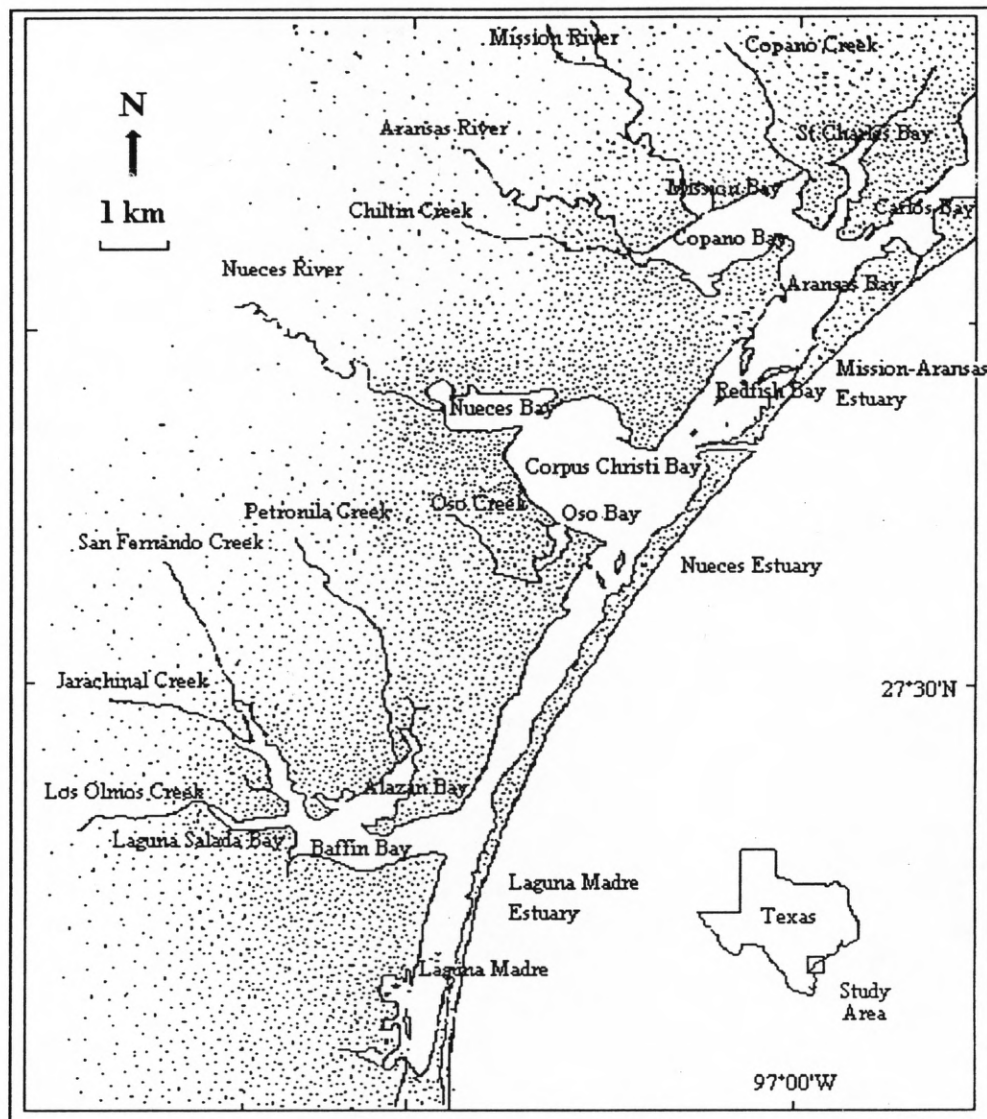 Mission River
Copano Creek
N
Aransas River
St Charles Bay
1 km
Mission Bay
Chiltin Creek
Carlos Bay
Copano Bay
Nueces River
Aransas Bay
Mission-Aransas
Estuary
Redfish Bay
Nueces Bay
Corpus Christi Bay
Oso Creek
Petronila Creek
Oso Bay
San Fernando Creek
Nueces Estuary
Jarachinal Creek
27°30'N
Los Olmos Creek
Alazan Bay
Laguna Salada Bay
Baffin Bay
Laguna Madre
Estuary
Texas
Laguna Madre
Study
Area
97°00'W